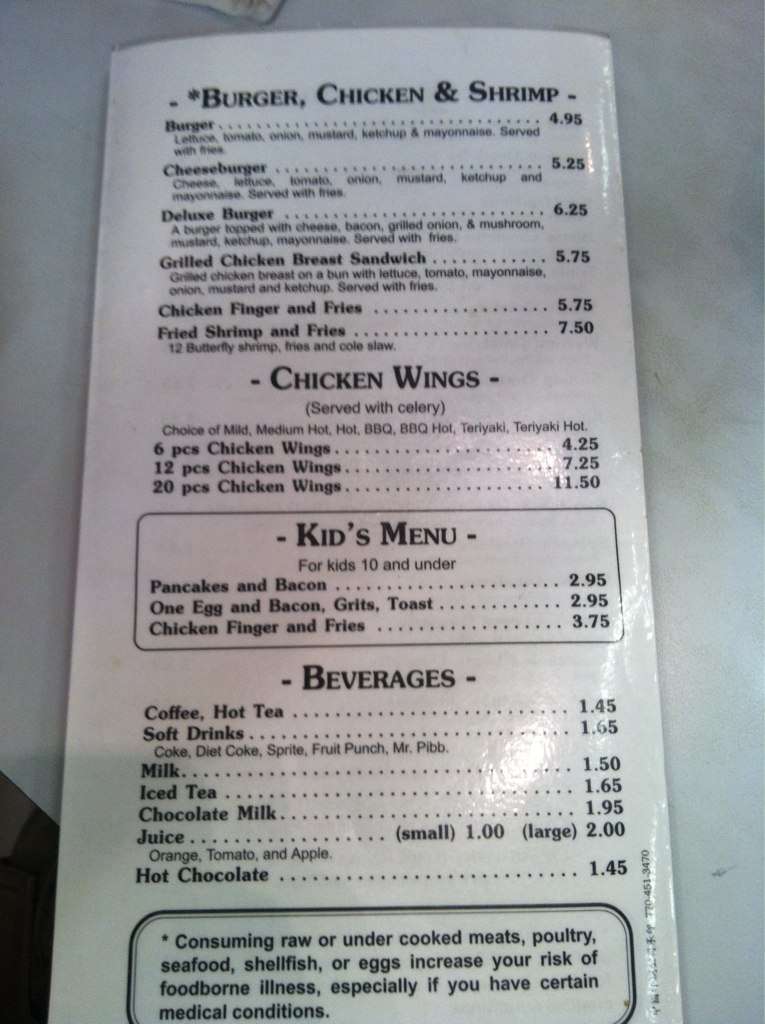 - *BURGER, CHICKEN & SHRIMP -
Burger 4.95
Lettuce, tomato, onion, mustard, ketchup & mayonnaise. Served
with fries.
Cheeseburger 5.25
Cheese, lettuce, tomato, onion, mustard, ketchup and
mayonnaise. Served with fries.
Deluxe Burger 6.25
A burger topped with cheese, bacon, grilled onion, & mushroom,
mustard, ketchup, mayonnaise. Served with fries.
Grilled Chicken Breast Sandwich 5.75
Grilled chicken breast on a bun with lettuce, tomato, mayonnaise,
onion, mustard and ketchup. Served with fries.
Chicken Finger and Fries 5.75
Fried Shrimp and Fries 7.50
12 Butterfly shrimp, fries and cole slaw.
- CHICKEN WINGS -
(Served with celery)
Choice of Mild, Medium Hot, Hot, BBQ, BBQ Hot, Teriyaki, Teriyaki Hot.
6 pcs Chicken Wings 4.25
12 pcs Chicken Wings 7.25
20 pcs Chicken Wings 11.50
- KID'S MENU -
For kids 10 and under
Pancakes and Bacon 2.95
One Egg and Bacon, Grits, Toast 2.95
Chicken Finger and Fries 3.75
- BEVERAGES -
Coffee, Hot Tea 1.45
Soft Drinks 1.65
Coke, Diet Coke, Sprite, Fruit Punch, Mr. Pibb.
Milk 1.50
Iced Tea 1.65
Chocolate Milk 1.95
Juice (small) 1.00 (large) 2.00
Orange, Tomato, and Apple.
Hot Chocolate 1.45
* Consuming raw or under cooked meats, poultry,
seafood, shellfish, or eggs increase your risk of
foodborne illness, especially if you have certain
medical conditions.
770-451-3470